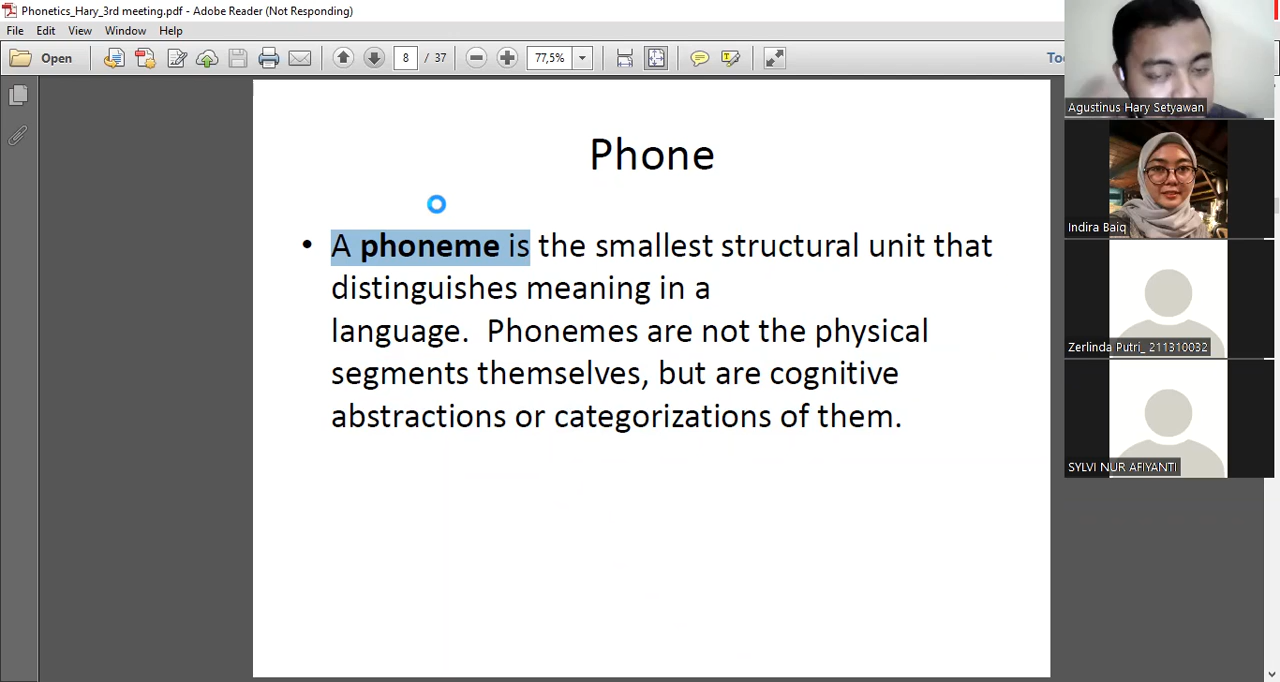 Phonetics_Hary_3rd meeting.pdf - Adobe Reader (Not Responding)
File Edit View Window Help
Open 8 / 37 77,5%
Agustinus Hary Setyawan
Phone
Indira Baiq
• A phoneme is the smallest structural unit that
distinguishes meaning in a
language. Phonemes are not the physical
segments themselves, but are cognitive
abstractions or categorizations of them.
Zerlinda Putri_ 211310032
SYLVI NUR AFIYANTI